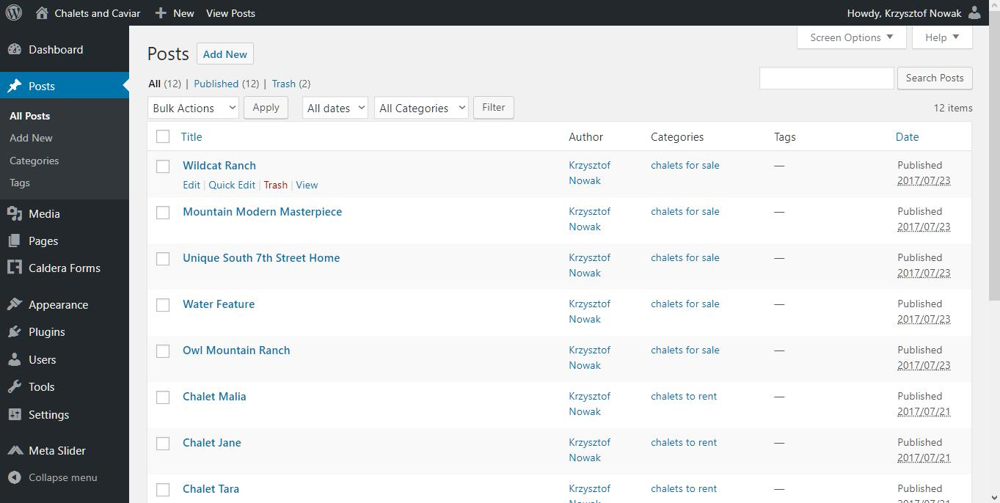 Chalets and Caviar New View Posts Howdy, Krzysztof Nowak
Screen Options Help
Dashboard
Posts
All Posts
Add New
Categories
Tags
Media
Pages
Caldera Forms
Appearance
Plugins
Users
Tools
Settings
Meta Slider
Collapse menu
Posts Add New
All (12) | Published (12) | Trash (2)
Search Posts
Bulk Actions Apply All dates All Categories Filter 12 items
Title Author Categories Tags Date
Wildcat Ranch Krzysztof chalets for sale — Published
Nowak 2017/07/23
Edit | Quick Edit | Trash | View
Mountain Modern Masterpiece Krzysztof chalets for sale — Published
Nowak 2017/07/23
Unique South 7th Street Home Krzysztof chalets for sale — Published
Nowak 2017/07/23
Water Feature Krzysztof chalets for sale — Published
Nowak 2017/07/23
Owl Mountain Ranch Krzysztof chalets for sale — Published
Nowak 2017/07/23
Chalet Malia Krzysztof chalets to rent — Published
Nowak 2017/07/21
Chalet Jane Krzysztof chalets to rent — Published
Nowak 2017/07/21
Chalet Tara Krzysztof chalets to rent — Published